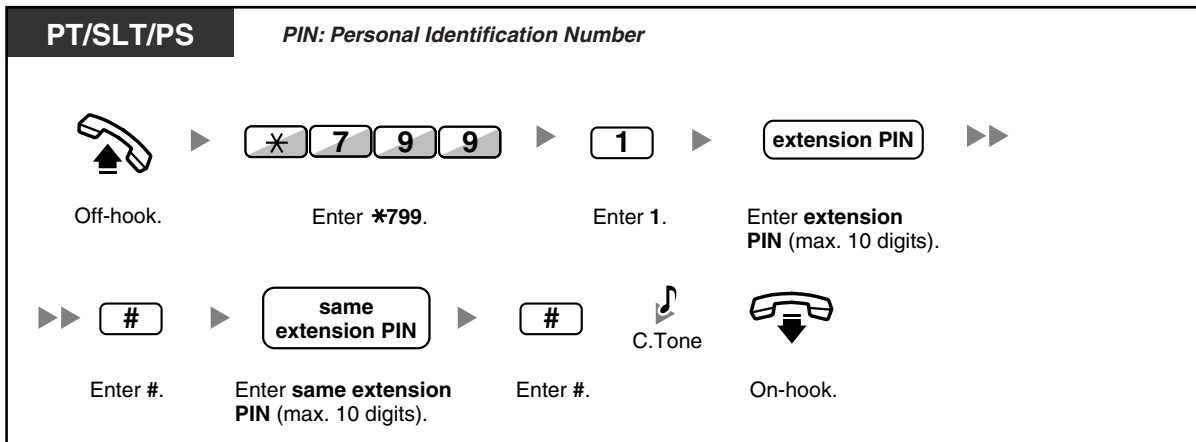 PT/SLT/PS PIN: Personal Identification Number
* 7 9 9 1 extension PIN
Off-hook. Enter *799. Enter 1. Enter extension
PIN (max. 10 digits).
# same # C.Tone
extension PIN
Enter #. Enter same extension Enter #. On-hook.
PIN (max. 10 digits).